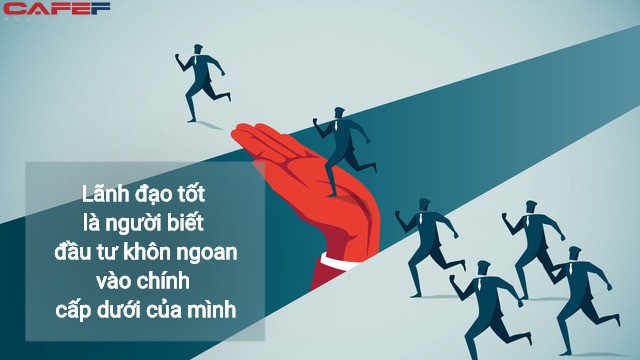 CAFEF
Lãnh đạo tốt
là người biết
đầu tư khôn ngoan
vào chính
cấp dưới của mình